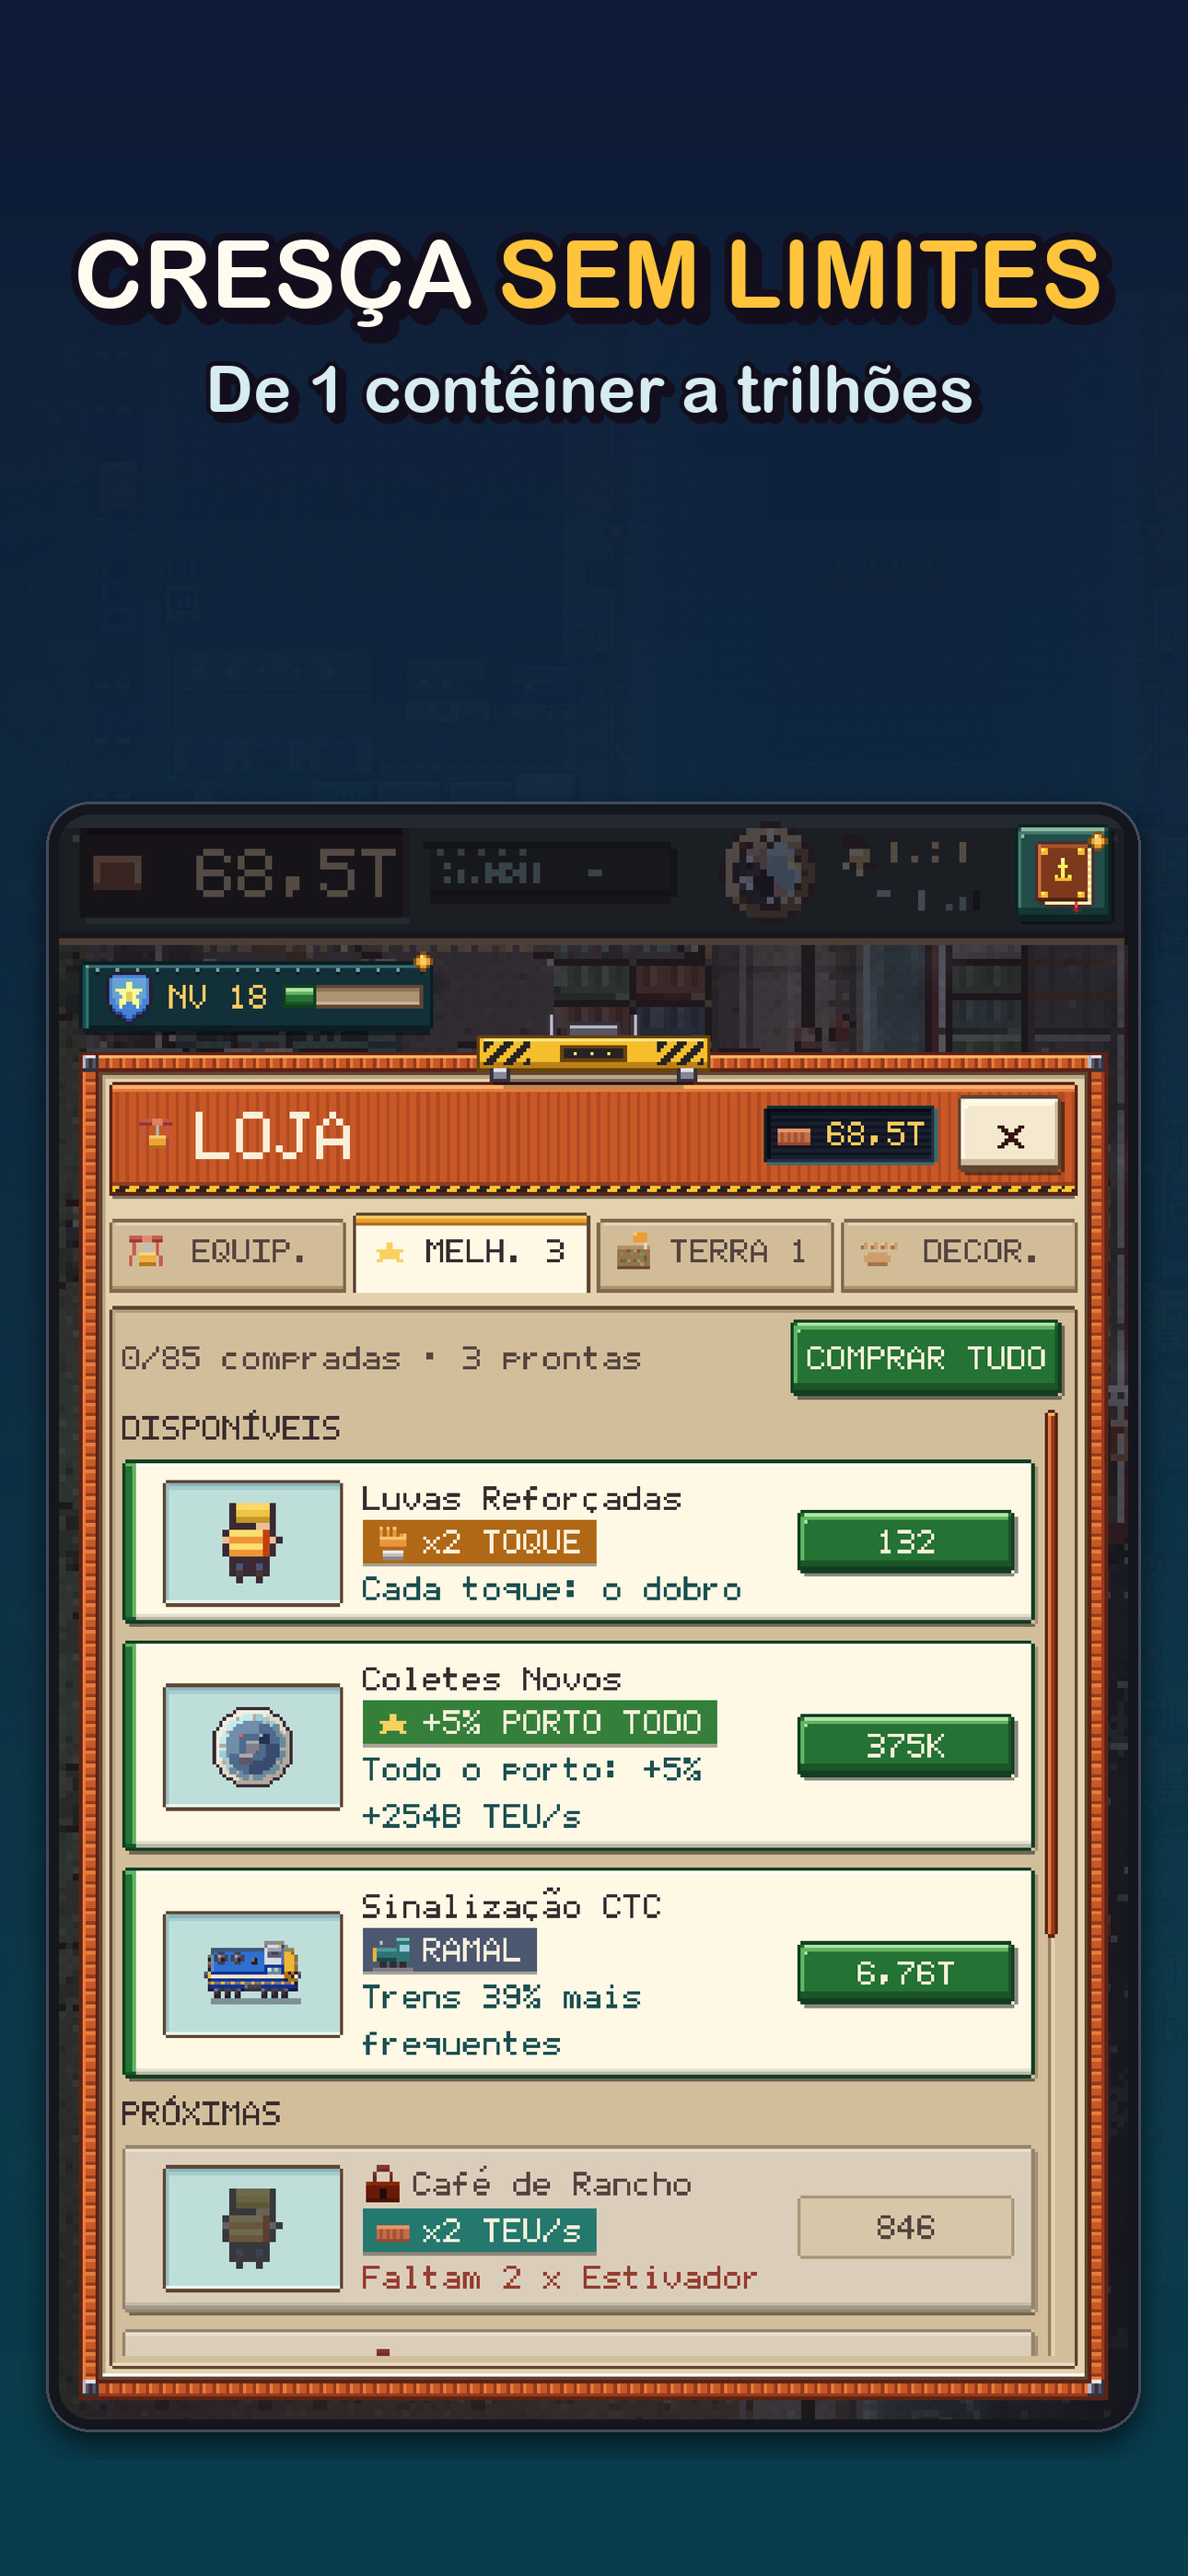 CRESÇA SEM LIMITES
De 1 contêiner a trilhões
68,5T
NV 18
LOJA
68,5T
x
EQUIP.
MELH. 3
TERRA 1
DECOR.
0/85 compradas · 3 prontas
COMPRAR TUDO
DISPONÍVEIS
Luvas Reforçadas
x2 TOQUE
132
Cada toque: o dobro
Coletes Novos
+5% PORTO TODO
375K
Todo o porto: +5%
+254B TEU/s
Sinalização CTC
RAMAL
6,76T
Trens 39% mais
frequentes
PRÓXIMAS
Café de Rancho
x2 TEU/s
846
Faltam 2 x Estivador